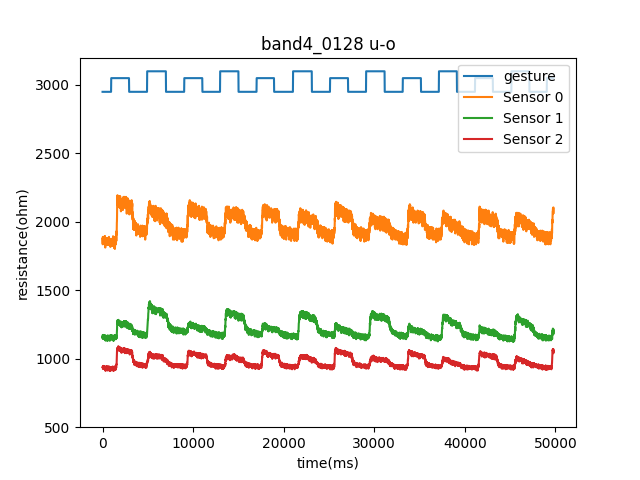 band4_0128 u-o
gesture
Sensor 0
Sensor 1
Sensor 2
3000
2500
2000
1500
1000
500
resistance(ohm)
0
10000
20000
30000
40000
50000
time(ms)